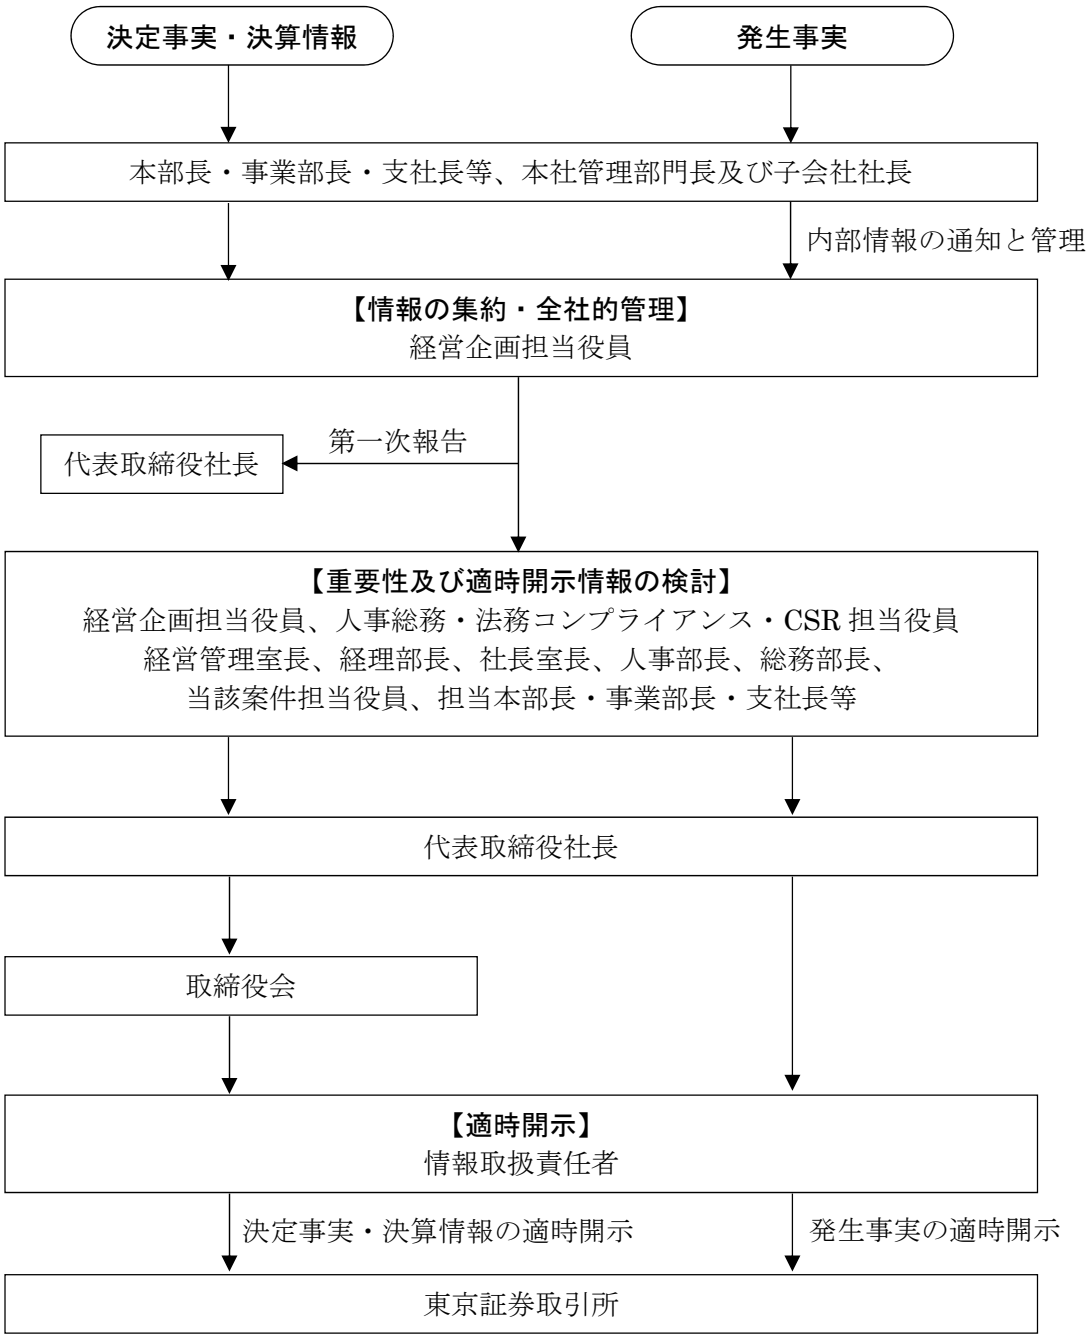 決定事実・決算情報
発生事実
本部長・事業部長・支社長等、本社管理部門長及び子会社社長
内部情報の通知と管理
【情報の集約・全社的管理】
経営企画担当役員
第一次報告
代表取締役社長
【重要性及び適時開示情報の検討】
経営企画担当役員、人事総務・法務コンプライアンス・CSR 担当役員
経営管理室長、経理部長、社長室長、人事部長、総務部長、
当該案件担当役員、担当本部長・事業部長・支社長等
代表取締役社長
取締役会
【適時開示】
情報取扱責任者
決定事実・決算情報の適時開示
発生事実の適時開示
東京証券取引所